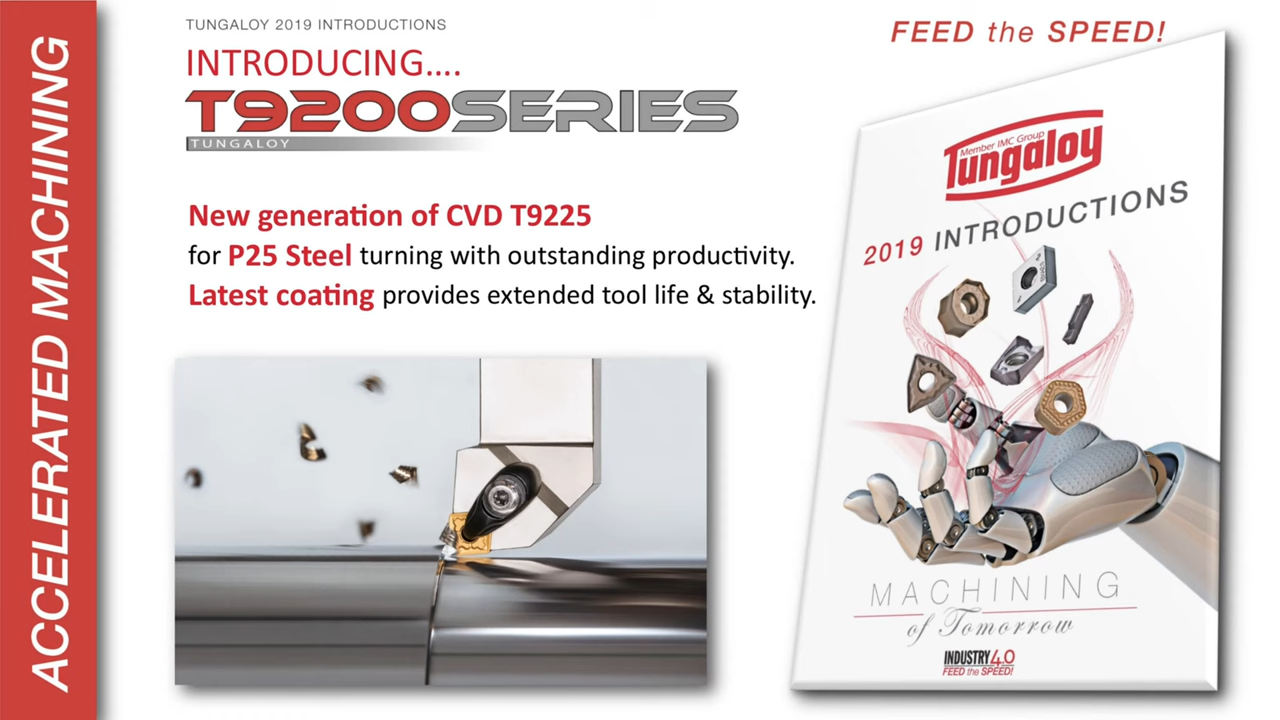 ACCELERATED MACHINING
TUNGALOY 2019 INTRODUCTIONS
INTRODUCING....
T9200SERIES
TUNGALOY
New generation of CVD T9225
for P25 Steel turning with outstanding productivity.
Latest coating provides extended tool life & stability.
FEED the SPEED!
Member IMC Group
Tungaloy
2019 INTRODUCTIONS
MACHINING
of Tomorrow
INDUSTRY 4.0
FEED the SPEED!